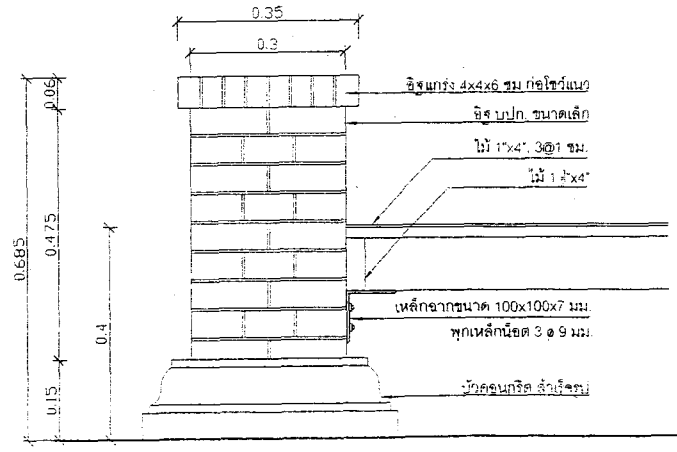 0.35
0.3
อิฐแกร่ง 4x4x6 ซม ก่อโชว์แนว
อิฐ บปก. ขนาดเล็ก
ไม้ 1"x4", 3@1 ซม.
ไม้ 1 ½"x4"
0.06
0.475
0.685
0.4
0.15
เหล็กฉากขนาด 100x100x7 มม.
พุกเหล็กน็อต 3 ø 9 มม.
บัวคอนกรีต สำเร็จรูป